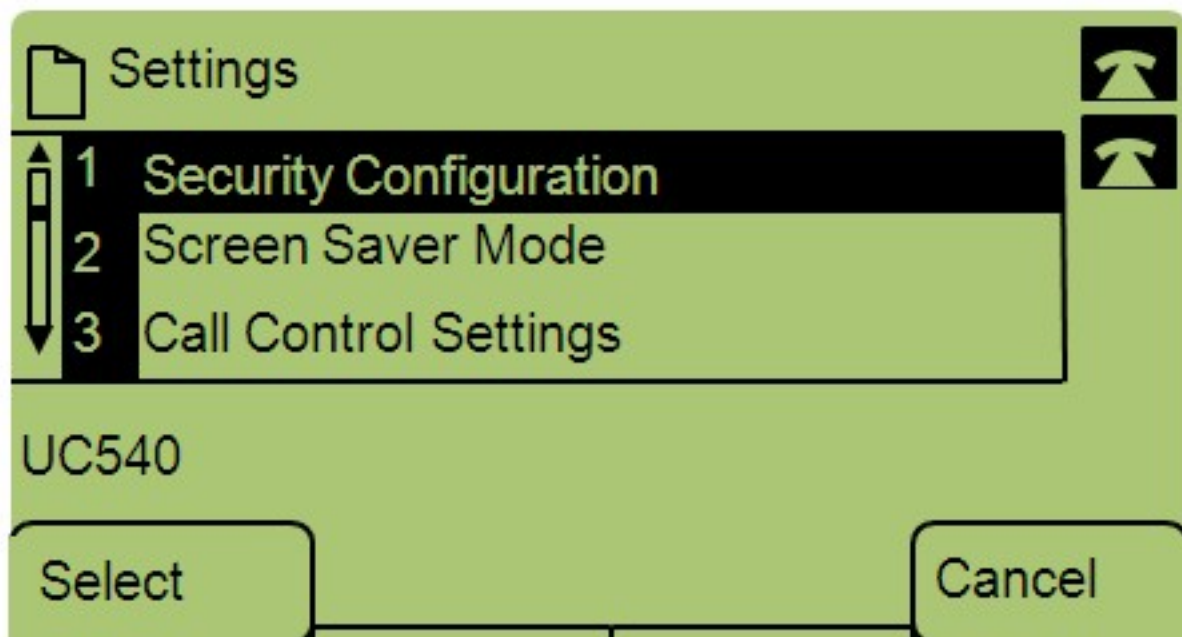 Settings
1 Security Configuration
2 Screen Saver Mode
3 Call Control Settings
UC540
Select Cancel